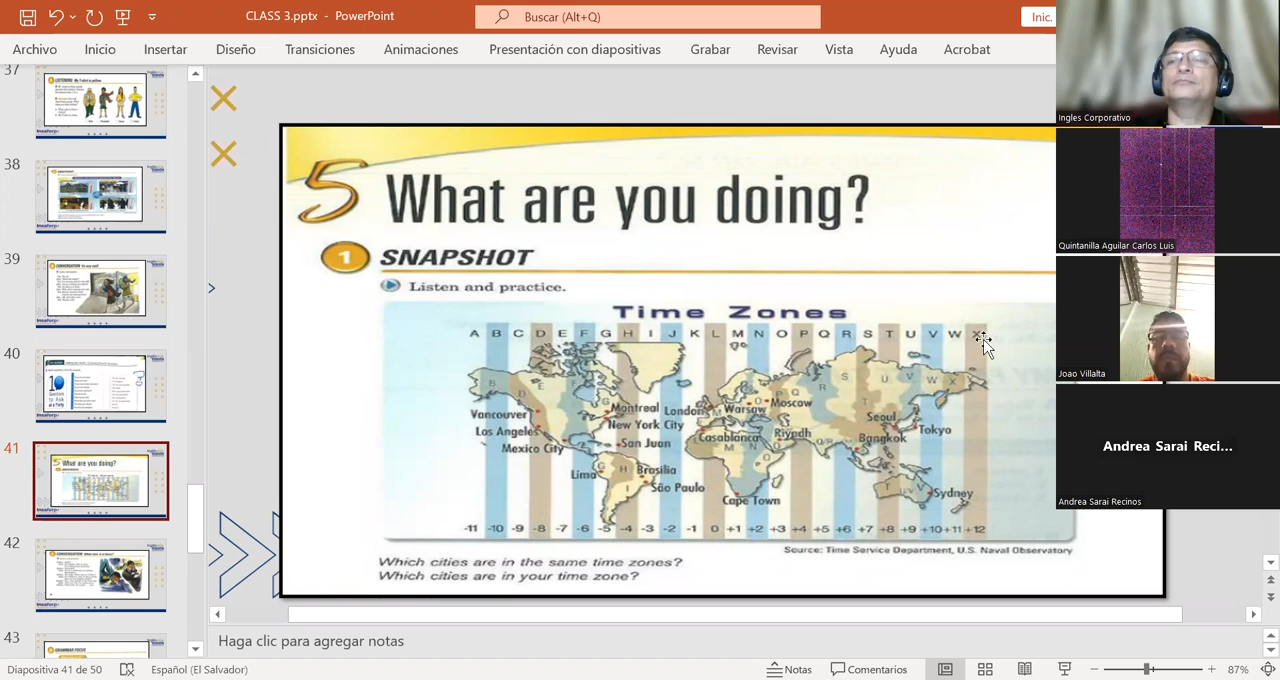 CLASS 3.pptx - PowerPoint
Buscar (Alt+Q)
Inic.
Archivo Inicio Insertar Diseño Transiciones Animaciones Presentación con diapositivas Grabar Revisar Vista Ayuda Acrobat
37
38
39
40
41
42
43
What are you doing?
5 What are you doing?
1 SNAPSHOT
Listen and practice.
Time Zones
A B C D E F G H I J K L M N O P Q R S T U V W X
Vancouver
Los Angeles
Mexico City
Montreal
New York City
San Juan
Lima
Brasilia
São Paulo
London
Warsaw
Moscow
Casablanca
Riyadh
Cape Town
Seoul
Bangkok
Tokyo
Sydney
-11 -10 -9 -8 -7 -6 -5 -4 -3 -2 -1 0 +1 +2 +3 +4 +5 +6 +7 +8 +9 +10 +11 +12
Source: Time Service Department, U.S. Naval Observatory
Which cities are in the same time zones?
Which cities are in your time zone?
Ingles Corporativo
Quintanilla Aguilar Carlos Luis
Joao Villalta
Andrea Sarai Reci...
Andrea Sarai Recinos
Haga clic para agregar notas
Diapositiva 41 de 50 Español (El Salvador) Notas Comentarios 87%